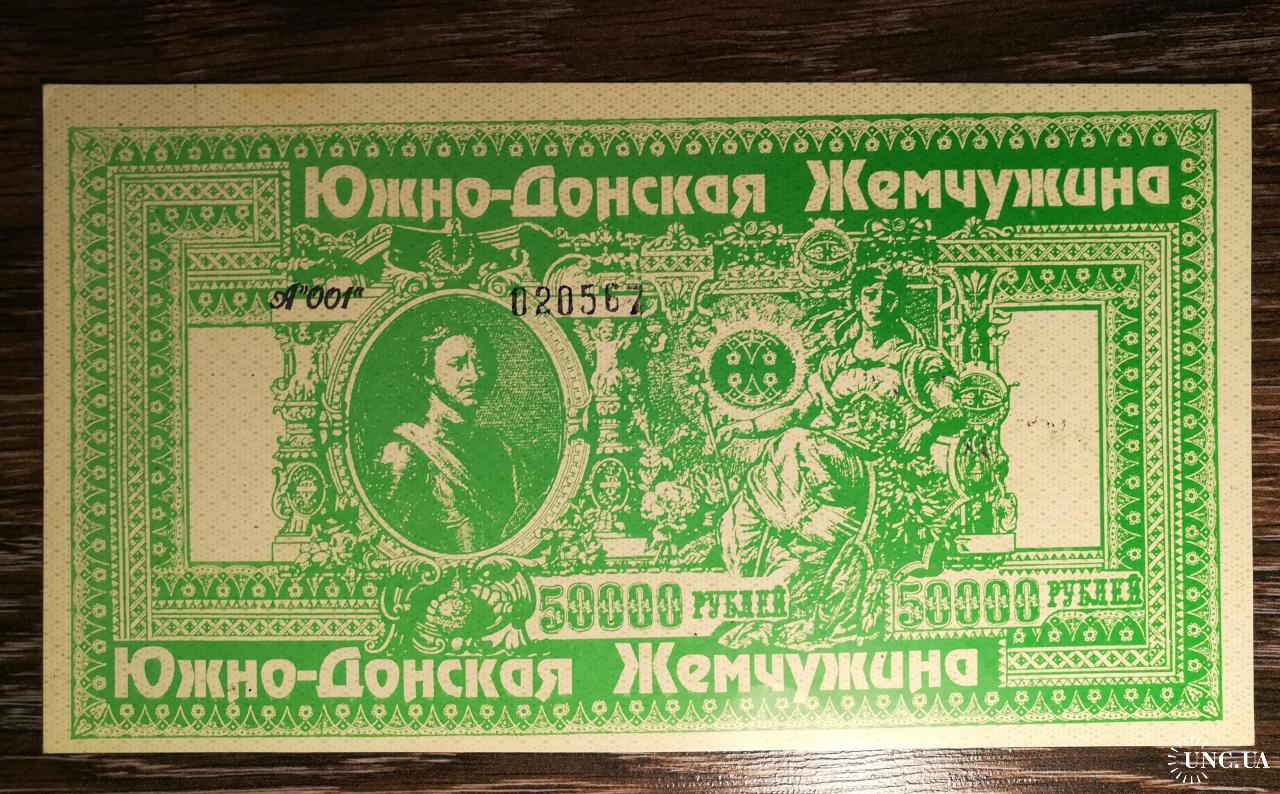 Южно-Донская Жемчужина
А"001"
020567
50000 РУБЛЕЙ
50000 РУБЛЕЙ
Южно-Донская Жемчужина
UNC.UA